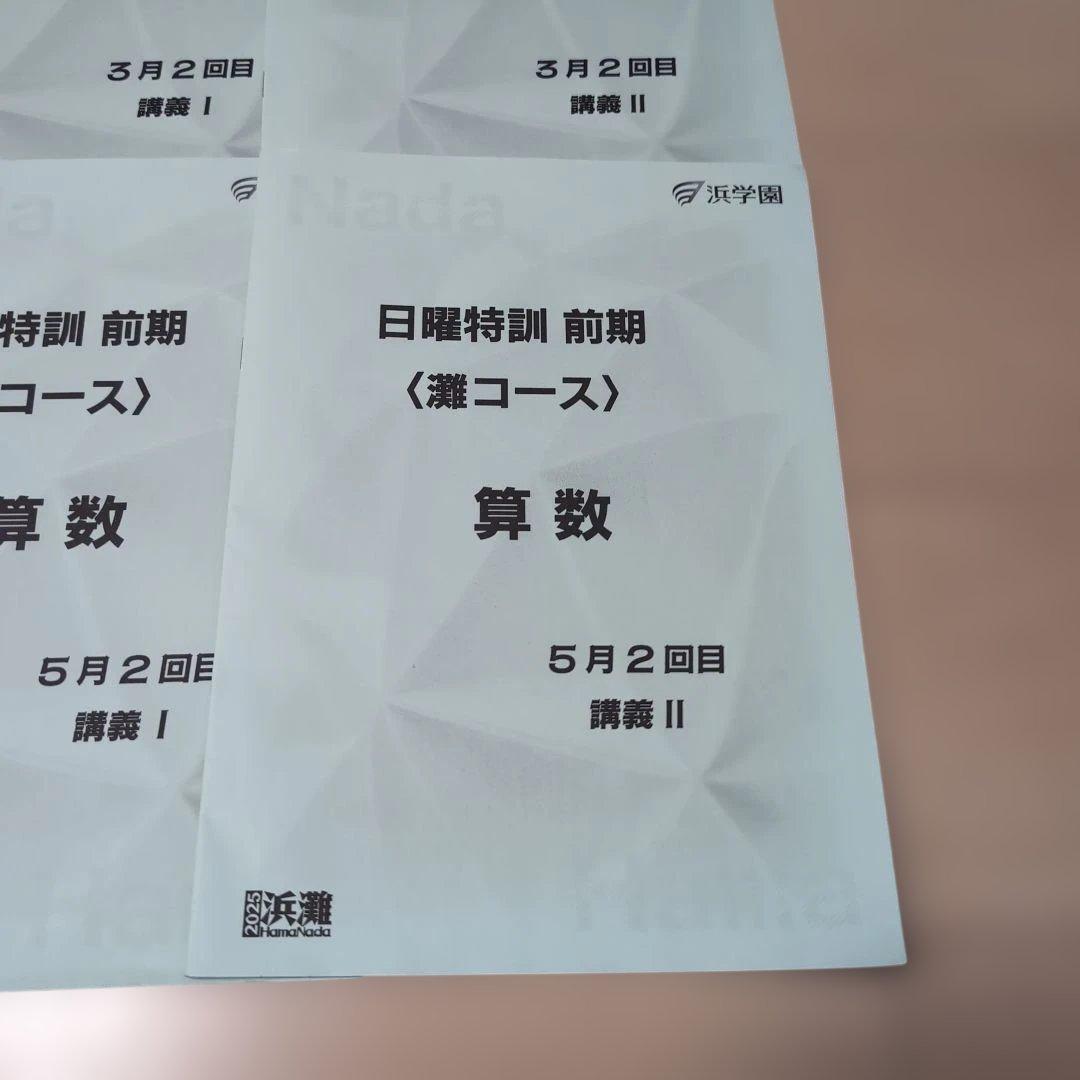 3月2回目
講義 I
3月2回目
講義 II
da
特訓 前期
コース〉
算数
5月2回目
講義 I
Nada
浜学園
日曜特訓 前期
〈灘コース〉
算数
5月2回目
講義 II
2025
浜灘
HamaNada